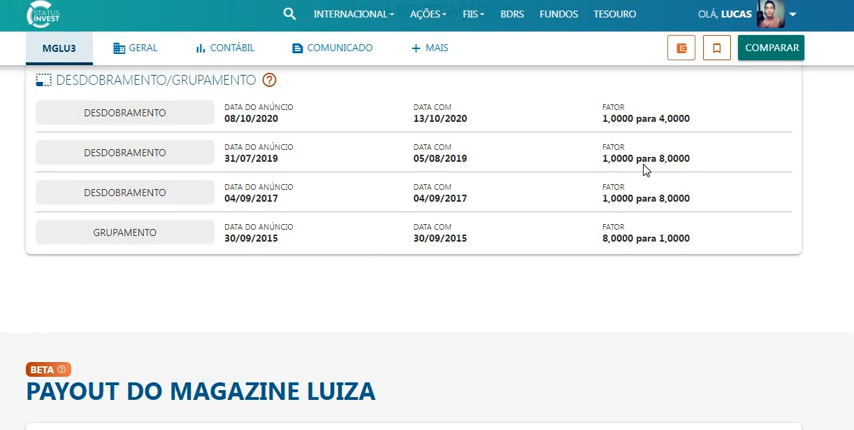 STATUS
INVEST
INTERNACIONAL AÇÕES FIIS BDRS FUNDOS TESOURO OLÁ, LUCAS
MGLU3 GERAL CONTÁBIL COMUNICADO + MAIS COMPARAR
DESDOBRAMENTO/GRUPAMENTO ?
DESDOBRAMENTO DATA DO ANÚNCIO DATA COM FATOR
08/10/2020 13/10/2020 1,0000 para 4,0000
DESDOBRAMENTO DATA DO ANÚNCIO DATA COM FATOR
31/07/2019 05/08/2019 1,0000 para 8,0000
DESDOBRAMENTO DATA DO ANÚNCIO DATA COM FATOR
04/09/2017 04/09/2017 1,0000 para 8,0000
GRUPAMENTO DATA DO ANÚNCIO DATA COM FATOR
30/09/2015 30/09/2015 8,0000 para 1,0000
BETA ?
PAYOUT DO MAGAZINE LUIZA